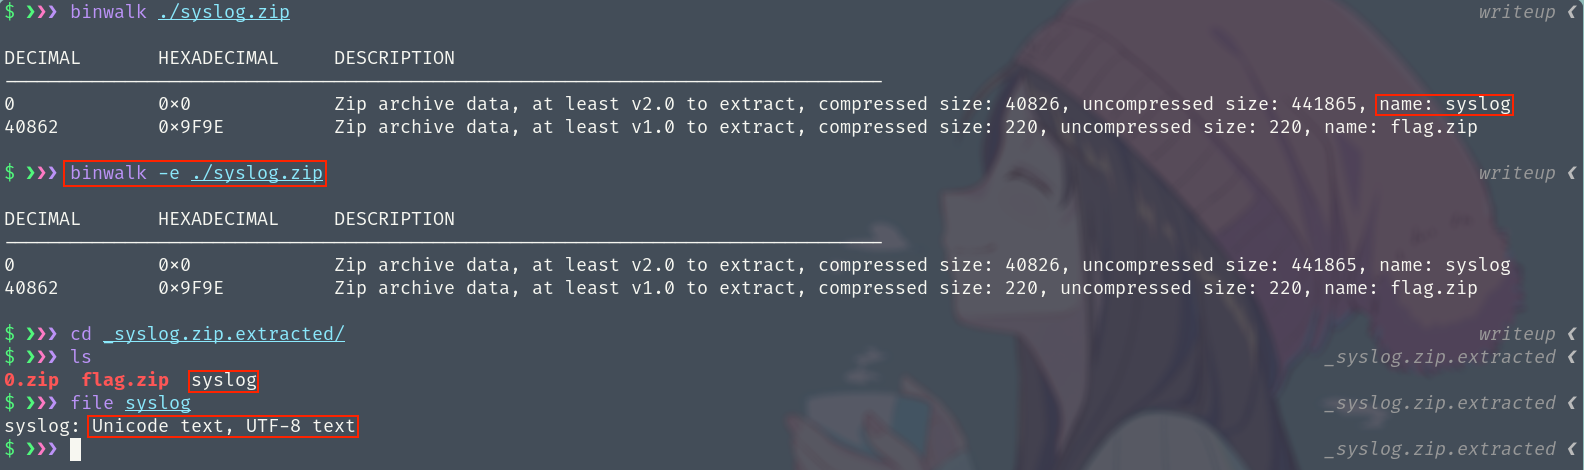 $ ❯❯❯ binwalk ./syslog.zip writeup ❮
DECIMAL HEXADECIMAL DESCRIPTION
--------------------------------------------------------------------------------
0 0x0 Zip archive data, at least v2.0 to extract, compressed size: 40826, uncompressed size: 441865, name: syslog
40862 0x9F9E Zip archive data, at least v1.0 to extract, compressed size: 220, uncompressed size: 220, name: flag.zip
$ ❯❯❯ binwalk -e ./syslog.zip writeup ❮
DECIMAL HEXADECIMAL DESCRIPTION
--------------------------------------------------------------------------------
0 0x0 Zip archive data, at least v2.0 to extract, compressed size: 40826, uncompressed size: 441865, name: syslog
40862 0x9F9E Zip archive data, at least v1.0 to extract, compressed size: 220, uncompressed size: 220, name: flag.zip
$ ❯❯❯ cd _syslog.zip.extracted/ writeup ❮
$ ❯❯❯ ls _syslog.zip.extracted ❮
0.zip flag.zip syslog
$ ❯❯❯ file syslog _syslog.zip.extracted ❮
syslog: Unicode text, UTF-8 text
$ ❯❯❯ _syslog.zip.extracted ❮